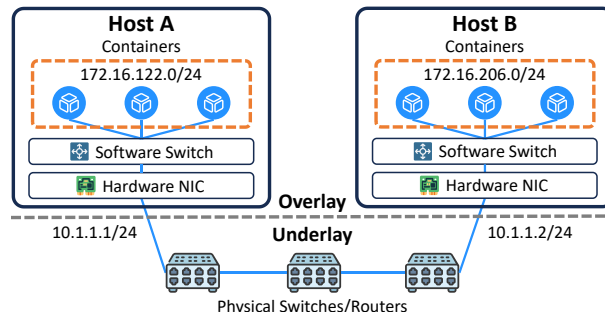 Host A
Containers
172.16.122.0/24
Software Switch
Hardware NIC
Host B
Containers
172.16.206.0/24
Software Switch
Hardware NIC
Overlay
10.1.1.1/24
Underlay
10.1.1.2/24
Physical Switches/Routers